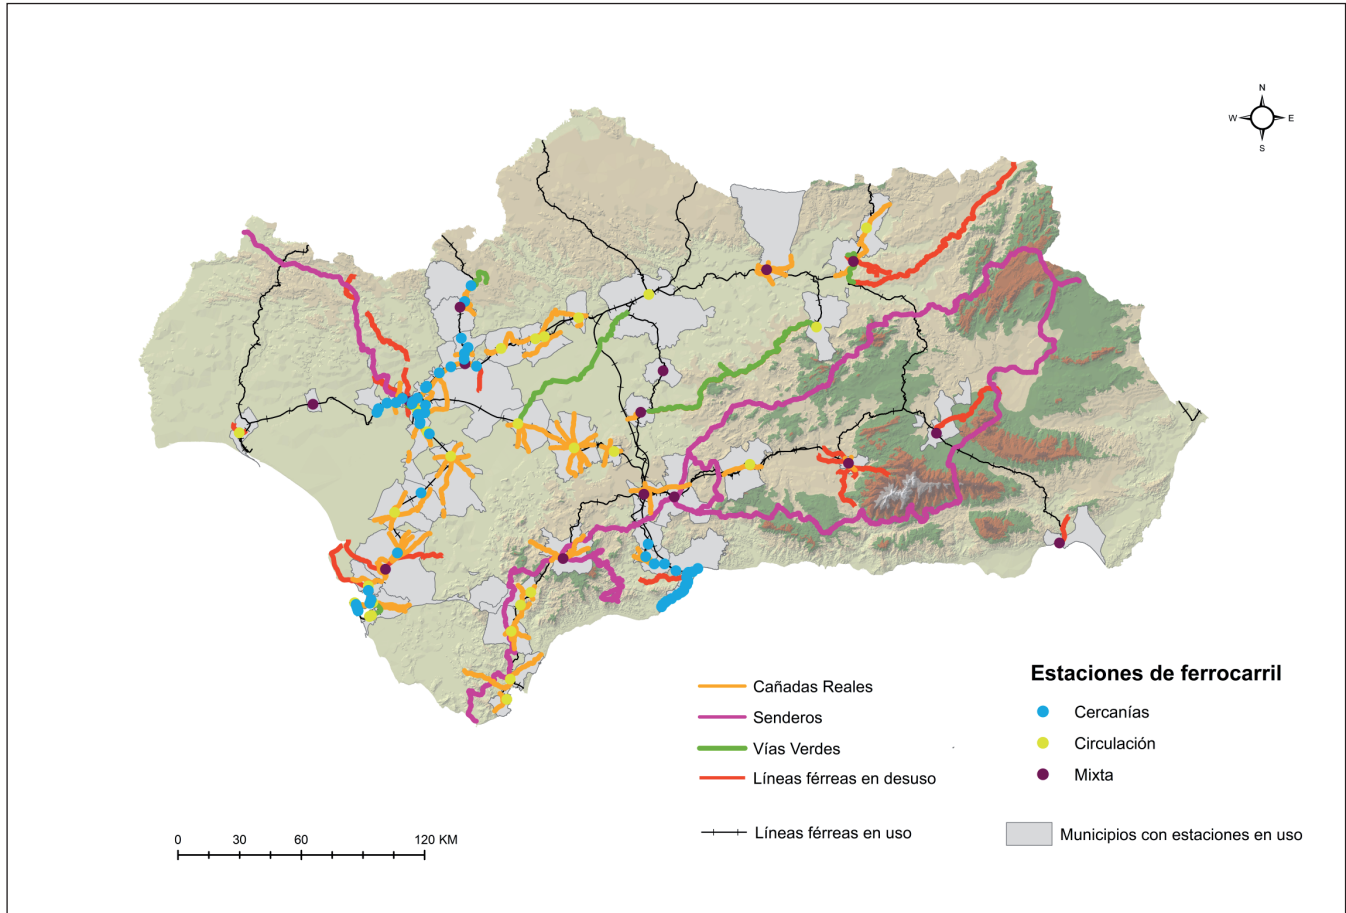 N
W E
S
Cañadas Reales
Senderos
Vías Verdes
Líneas férreas en desuso
Líneas férreas en uso
Estaciones de ferrocarril
Cercanías
Circulación
Mixta
Municipios con estaciones en uso
0 30 60 120 KM